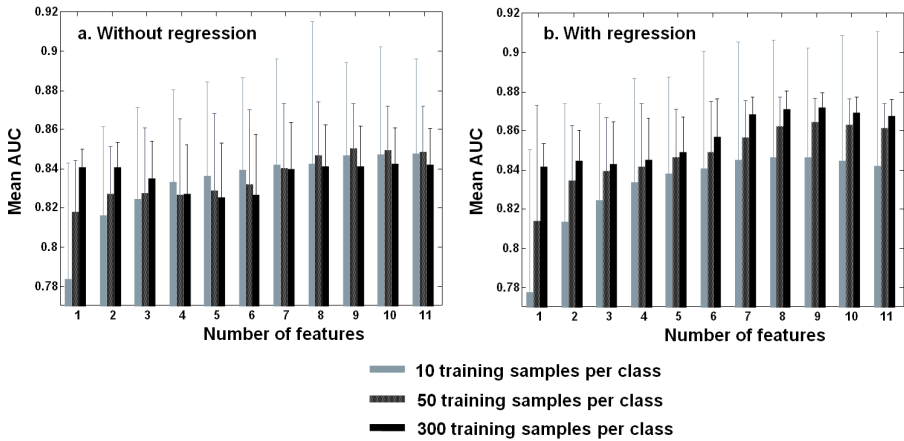 a. Without regression
Mean AUC
0.92
0.9
0.88
0.86
0.84
0.82
0.8
0.78
1 2 3 4 5 6 7 8 9 10 11
Number of features
b. With regression
Mean AUC
0.92
0.9
0.88
0.86
0.84
0.82
0.8
0.78
1 2 3 4 5 6 7 8 9 10 11
Number of features
10 training samples per class
50 training samples per class
300 training samples per class